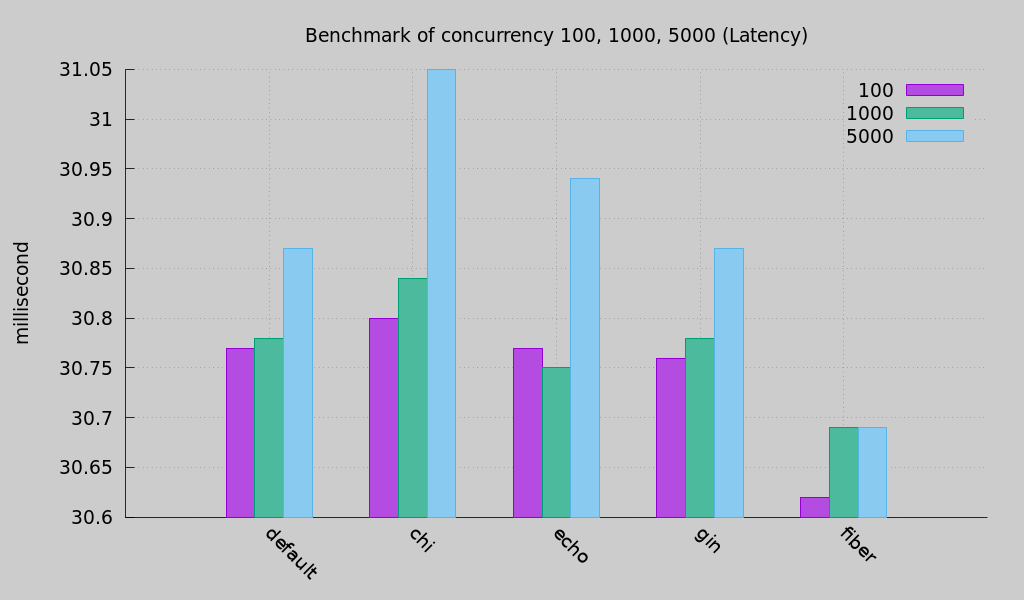 Benchmark of concurrency 100, 1000, 5000 (Latency)
31.05
31
30.95
30.9
30.85
30.8
30.75
30.7
30.65
30.6
millisecond
100
1000
5000
default
chi
echo
gin
fiber